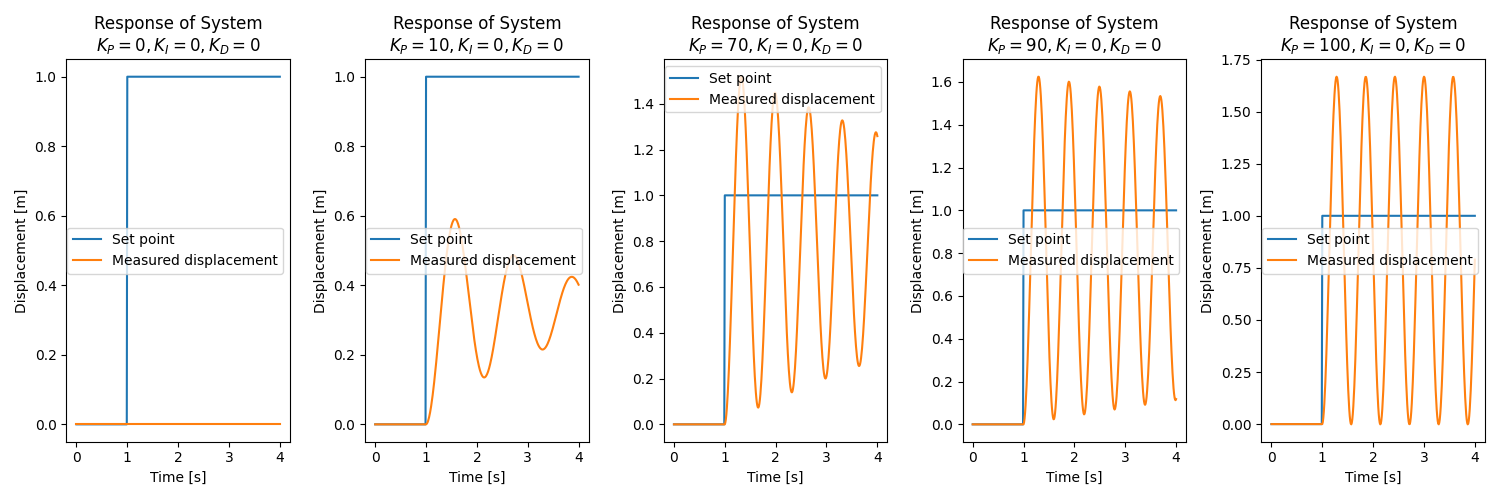 Response of System
K_P = 0, K_I = 0, K_D = 0
Displacement [m]
1.0
0.8
0.6
0.4
0.2
0.0
Set point
Measured displacement
0 1 2 3 4
Time [s]
Response of System
K_P = 10, K_I = 0, K_D = 0
Displacement [m]
1.0
0.8
0.6
0.4
0.2
0.0
Set point
Measured displacement
0 1 2 3 4
Time [s]
Response of System
K_P = 70, K_I = 0, K_D = 0
Displacement [m]
Set point
Measured displacement
1.4
1.2
1.0
0.8
0.6
0.4
0.2
0.0
0 1 2 3 4
Time [s]
Response of System
K_P = 90, K_I = 0, K_D = 0
Displacement [m]
1.6
1.4
1.2
1.0
0.8
0.6
0.4
0.2
0.0
Set point
Measured displacement
0 1 2 3 4
Time [s]
Response of System
K_P = 100, K_I = 0, K_D = 0
Displacement [m]
1.75
1.50
1.25
1.00
0.75
0.50
0.25
0.00
Set point
Measured displacement
0 1 2 3 4
Time [s]